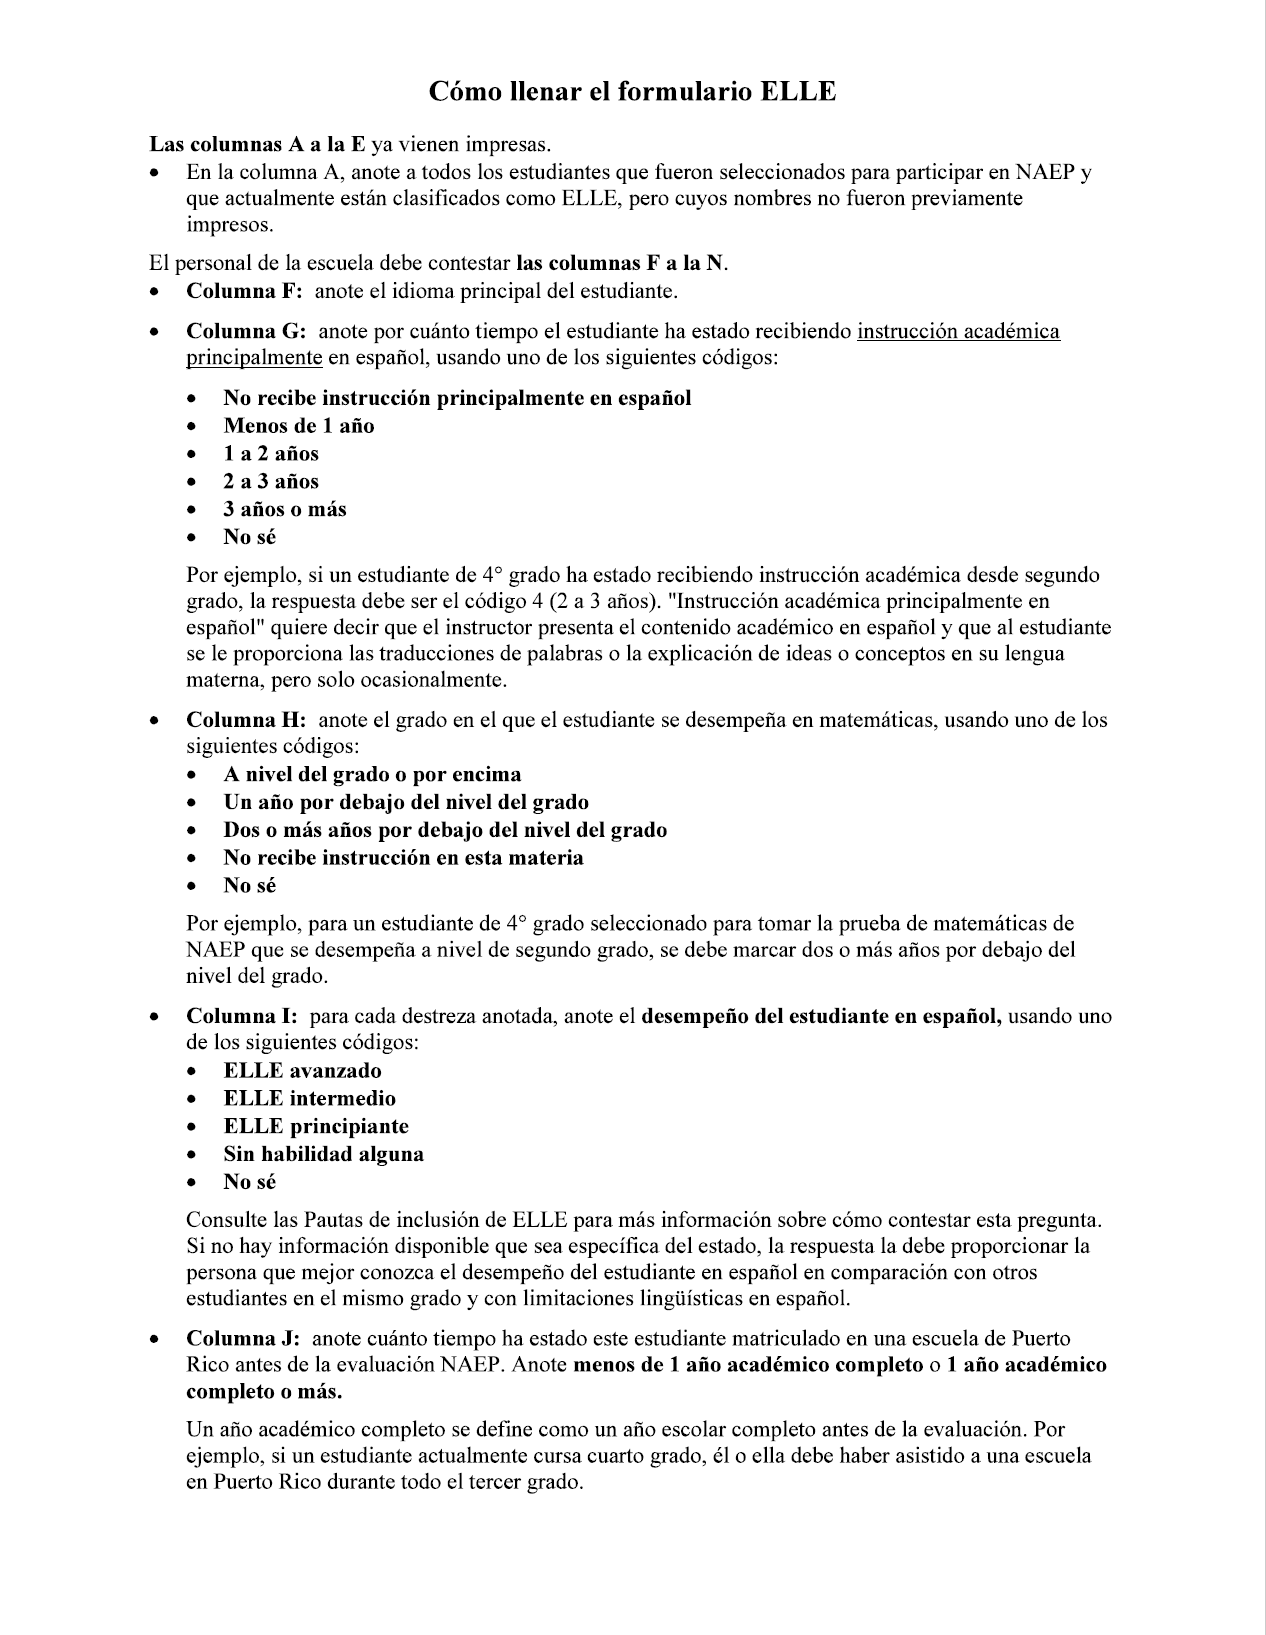 Cómo llenar el formulario ELLE
Las columnas A a la E ya vienen impresas.
• En la columna A, anote a todos los estudiantes que fueron seleccionados para participar en NAEP y
que actualmente están clasificados como ELLE, pero cuyos nombres no fueron previamente
impresos.
El personal de la escuela debe contestar las columnas F a la N.
• Columna F: anote el idioma principal del estudiante.
• Columna G: anote por cuánto tiempo el estudiante ha estado recibiendo instrucción académica
principalmente en español, usando uno de los siguientes códigos:
• No recibe instrucción principalmente en español
• Menos de 1 año
• 1 a 2 años
• 2 a 3 años
• 3 años o más
• No sé
Por ejemplo, si un estudiante de 4° grado ha estado recibiendo instrucción académica desde segundo
grado, la respuesta debe ser el código 4 (2 a 3 años). "Instrucción académica principalmente en
español" quiere decir que el instructor presenta el contenido académico en español y que al estudiante
se le proporciona las traducciones de palabras o la explicación de ideas o conceptos en su lengua
materna, pero solo ocasionalmente.
• Columna H: anote el grado en el que el estudiante se desempeña en matemáticas, usando uno de los
siguientes códigos:
• A nivel del grado o por encima
• Un año por debajo del nivel del grado
• Dos o más años por debajo del nivel del grado
• No recibe instrucción en esta materia
• No sé
Por ejemplo, para un estudiante de 4° grado seleccionado para tomar la prueba de matemáticas de
NAEP que se desempeña a nivel de segundo grado, se debe marcar dos o más años por debajo del
nivel del grado.
• Columna I: para cada destreza anotada, anote el desempeño del estudiante en español, usando uno
de los siguientes códigos:
• ELLE avanzado
• ELLE intermedio
• ELLE principiante
• Sin habilidad alguna
• No sé
Consulte las Pautas de inclusión de ELLE para más información sobre cómo contestar esta pregunta.
Si no hay información disponible que sea específica del estado, la respuesta la debe proporcionar la
persona que mejor conozca el desempeño del estudiante en español en comparación con otros
estudiantes en el mismo grado y con limitaciones lingüísticas en español.
• Columna J: anote cuánto tiempo ha estado este estudiante matriculado en una escuela de Puerto
Rico antes de la evaluación NAEP. Anote menos de 1 año académico completo o 1 año académico
completo o más.
Un año académico completo se define como un año escolar completo antes de la evaluación. Por
ejemplo, si un estudiante actualmente cursa cuarto grado, él o ella debe haber asistido a una escuela
en Puerto Rico durante todo el tercer grado.